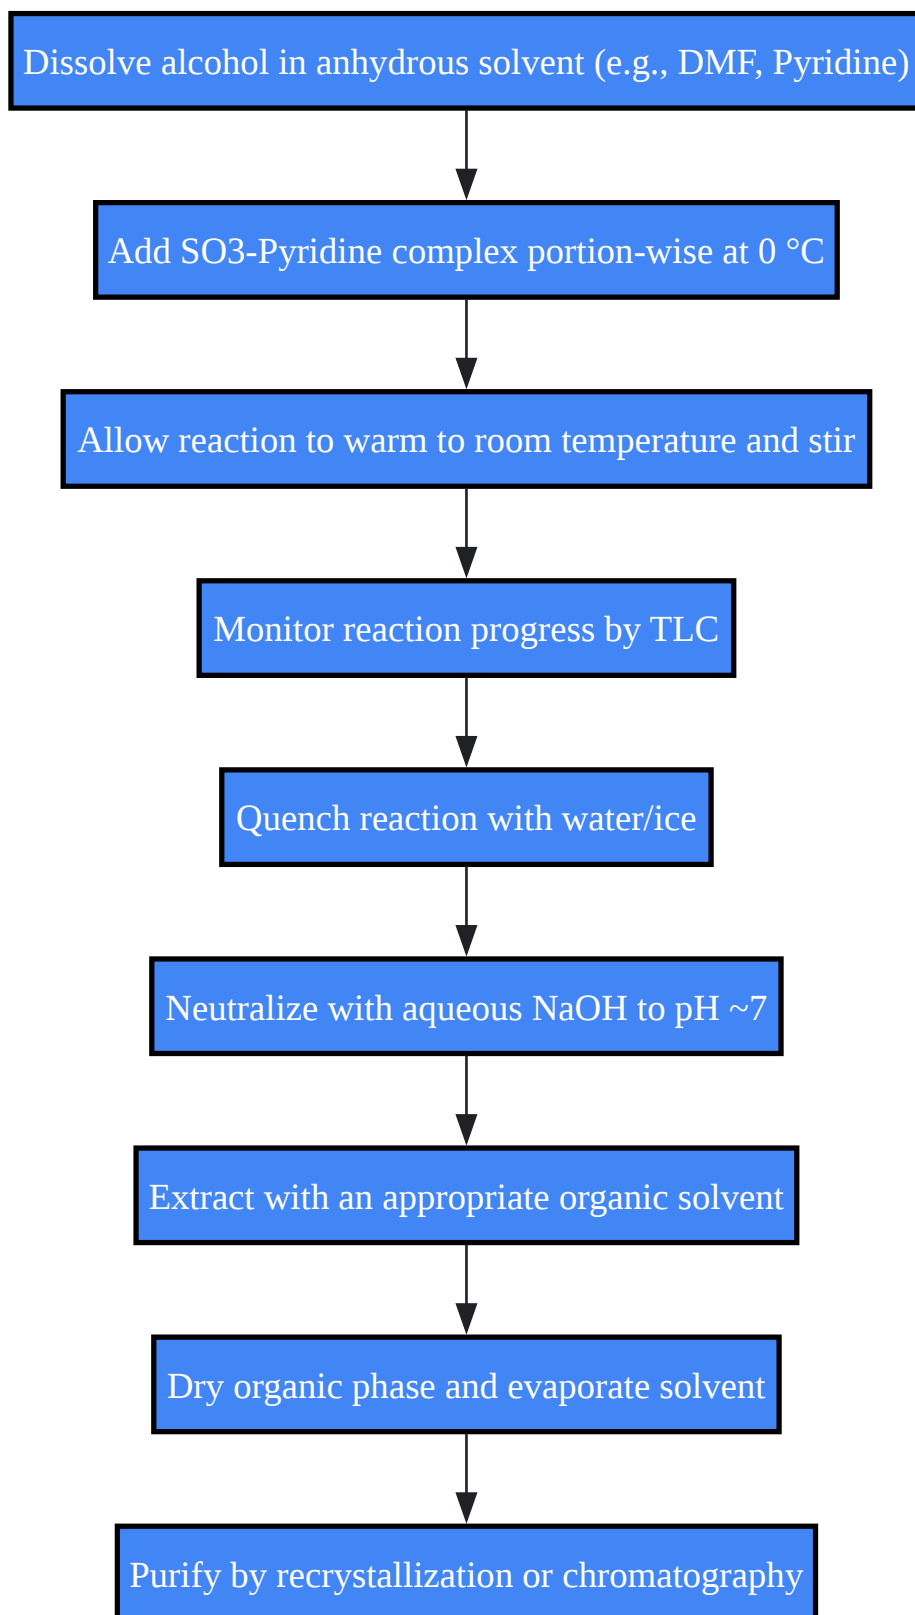 Dissolve alcohol in anhydrous solvent (e.g., DMF, Pyridine)
Add SO3-Pyridine complex portion-wise at 0 °C
Allow reaction to warm to room temperature and stir
Monitor reaction progress by TLC
Quench reaction with water/ice
Neutralize with aqueous NaOH to pH ~7
Extract with an appropriate organic solvent
Dry organic phase and evaporate solvent
Purify by recrystallization or chromatography